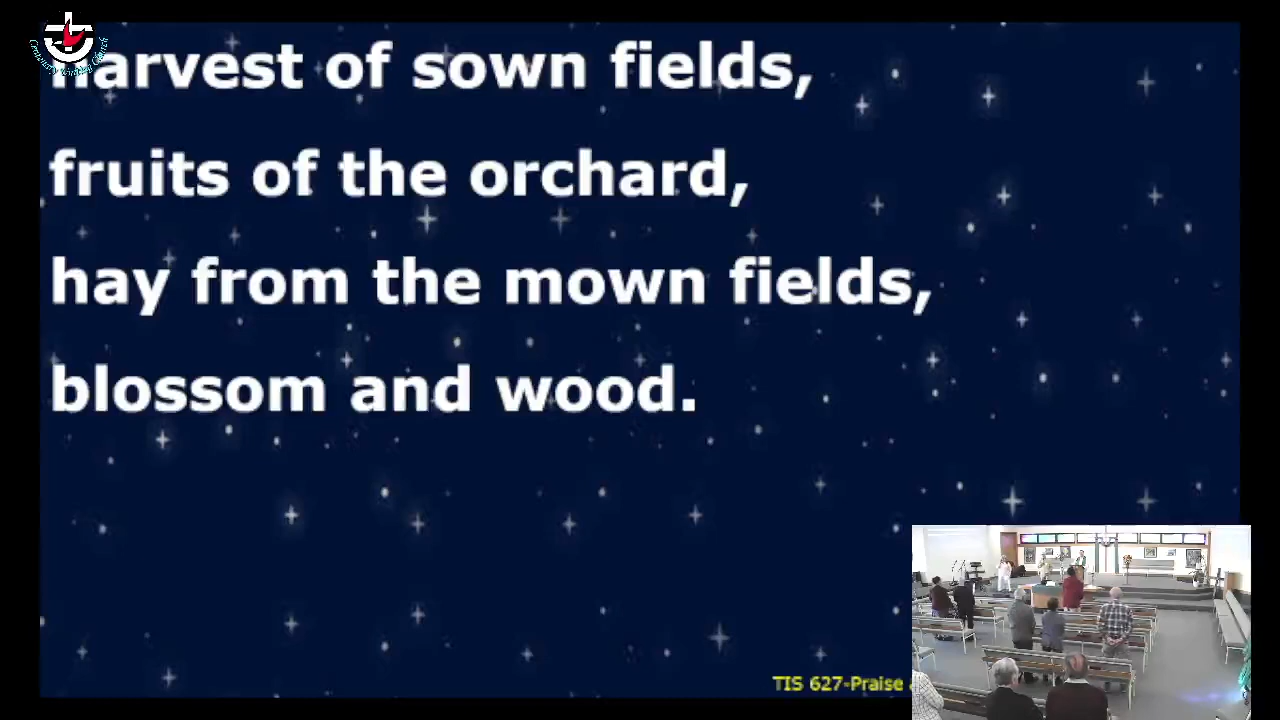 harvest of sown fields,
fruits of the orchard,
hay from the mown fields,
blossom and wood.
TIS 627-Praise